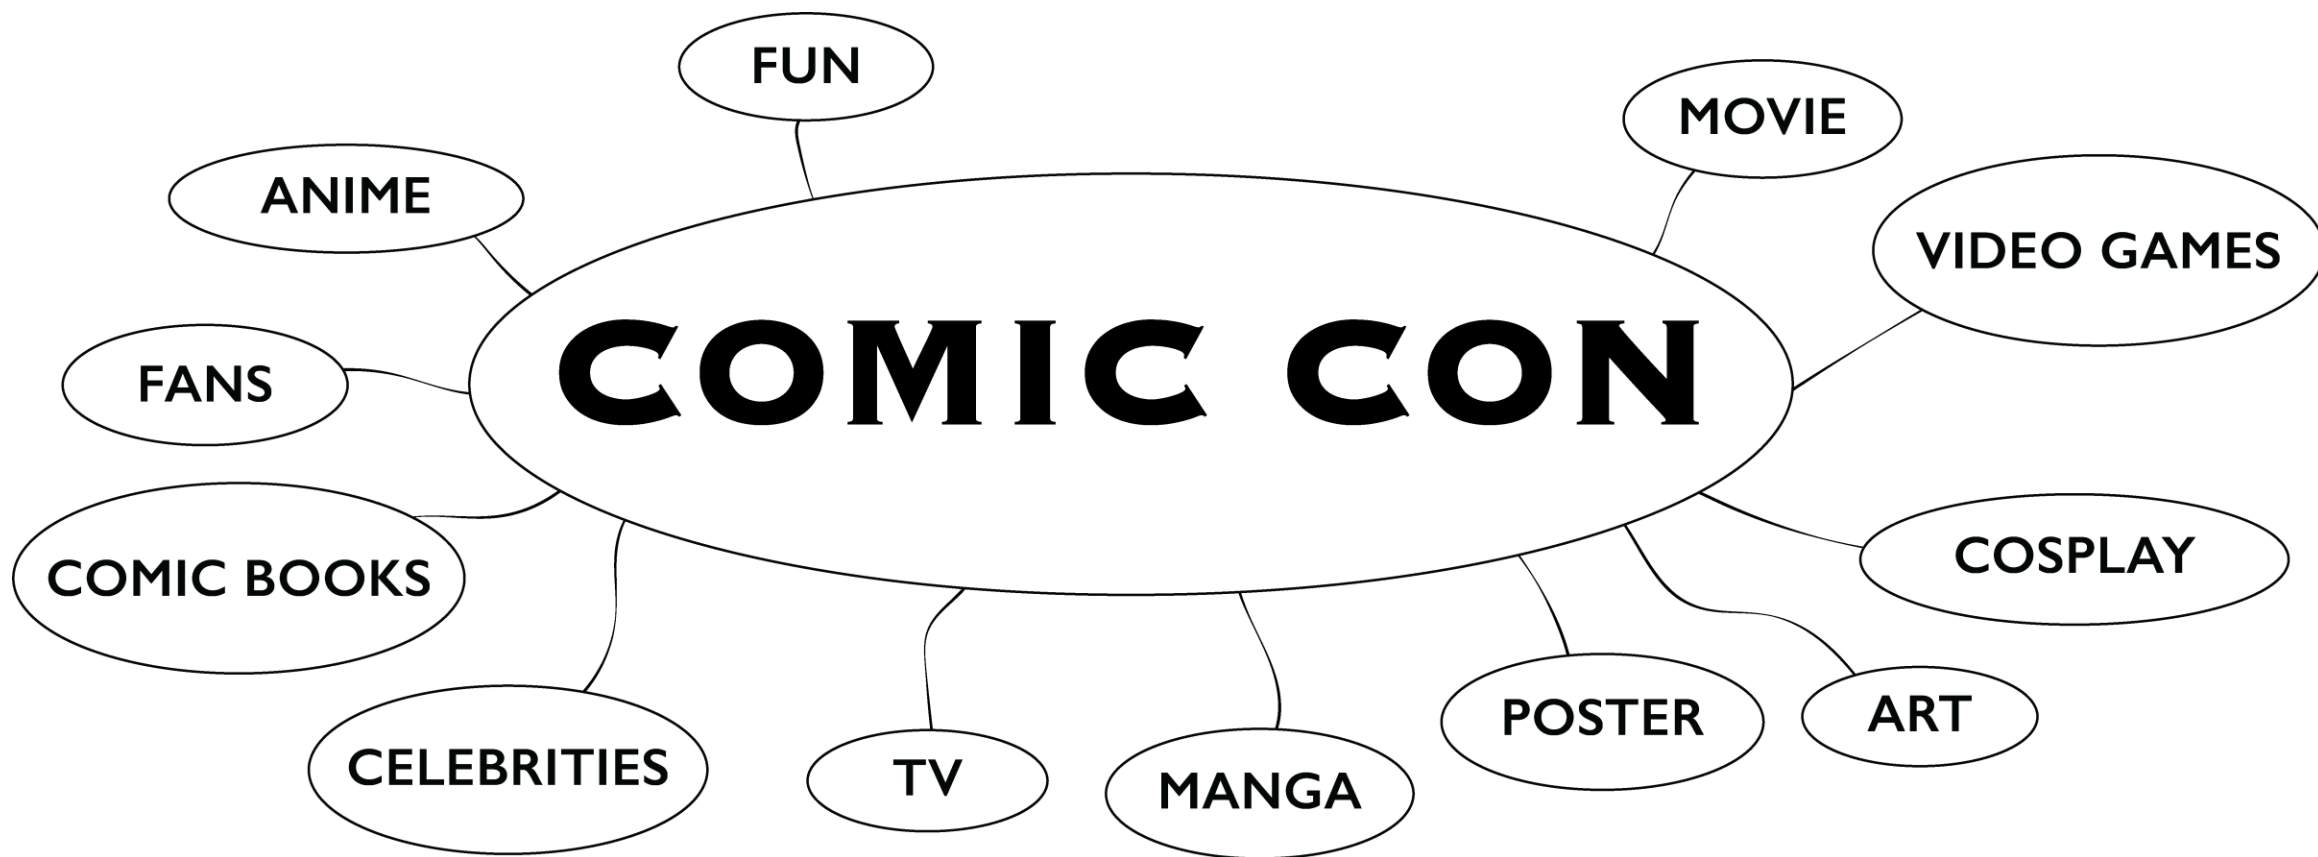 FUN
MOVIE
ANIME
VIDEO GAMES
COMIC CON
FANS
COSPLAY
COMIC BOOKS
POSTER
ART
CELEBRITIES
TV
MANGA